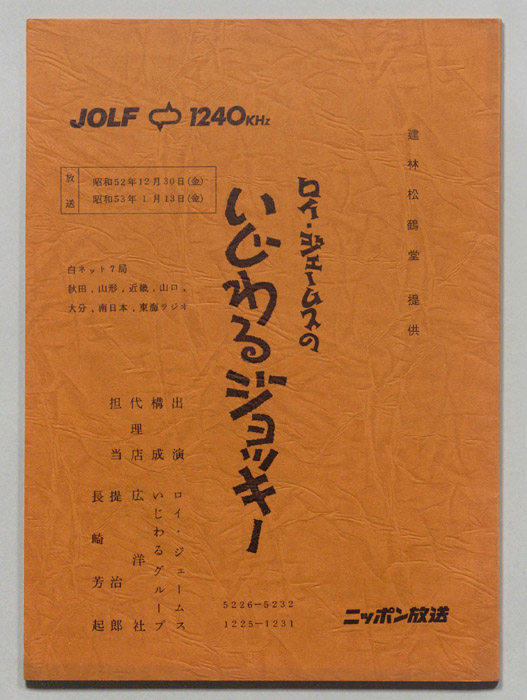 JOLF 1240KHz
建林松鶴堂 提供
放送
昭和52年12月30日(金)
昭和53年1月13日(金)
ロイ・ジェームスの
いじわるジョッキー
白ネット7局
秋田,山形,近畿,山口,
大分,南日本,東海ラジオ
出演 ロイ・ジェームス
構成 いじわるグループ
代理店 広洋社
担当 提治郎
長崎芳起
5226-5232
1225-1231
ニッポン放送